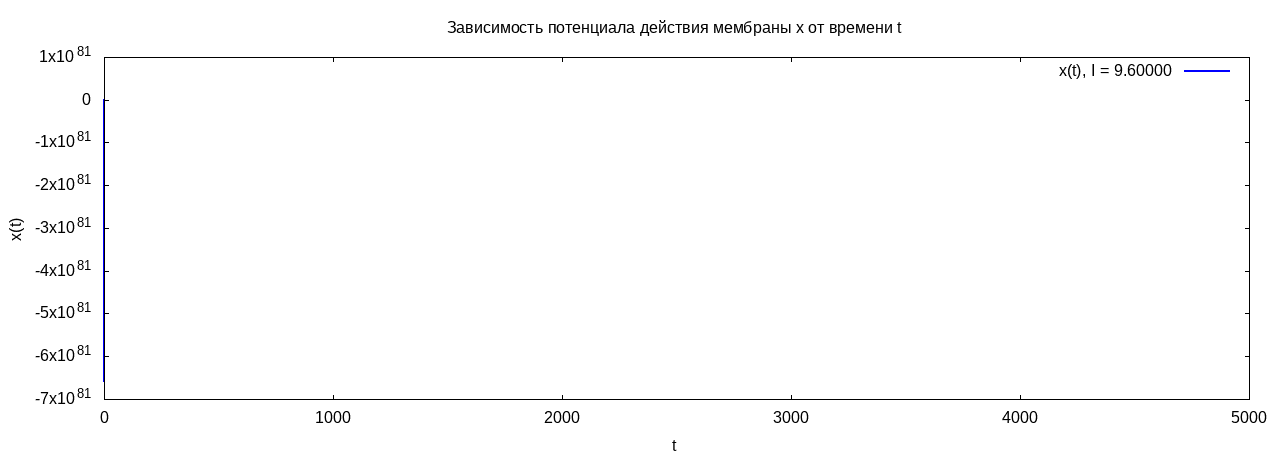 Зависимость потенциала действия мембраны x от времени t
x(t), I = 9.60000
1x10^81
0
-1x10^81
-2x10^81
-3x10^81
-4x10^81
-5x10^81
-6x10^81
-7x10^81
x(t)
0 1000 2000 3000 4000 5000
t